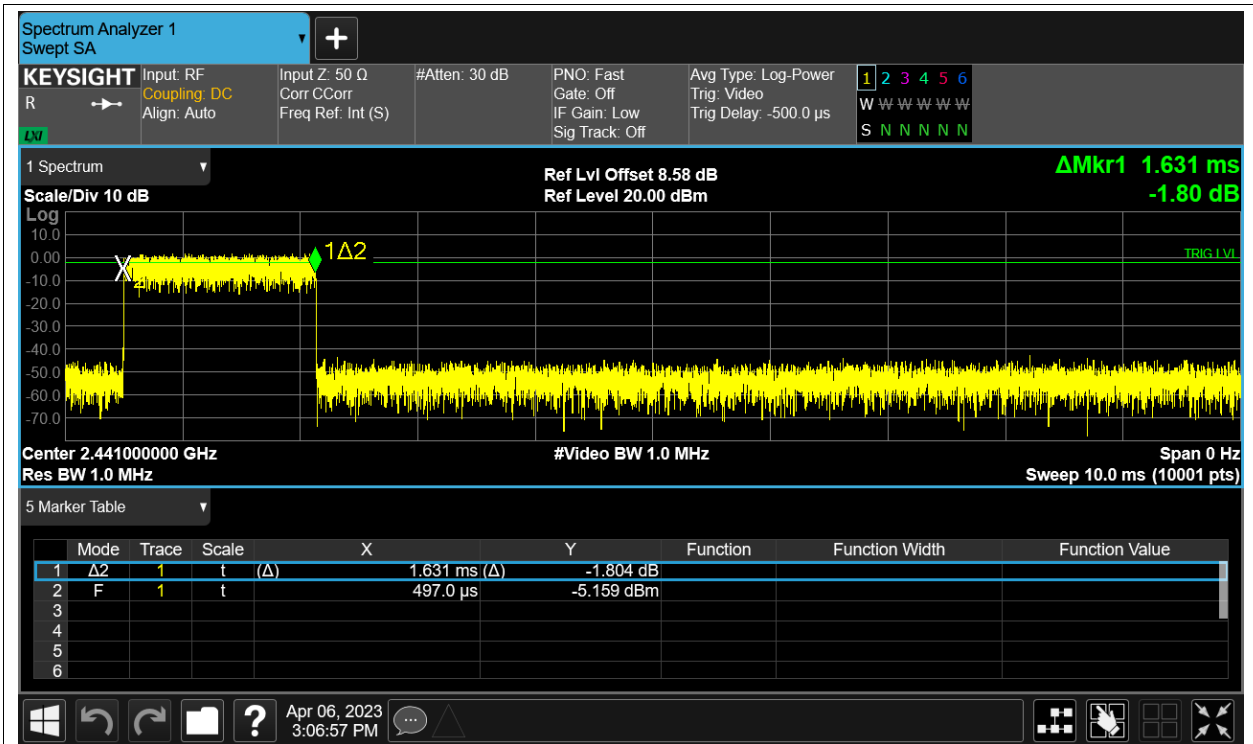 Spectrum Analyzer 1
Swept SA
KEYSIGHT Input: RF Input Z: 50 Ω #Atten: 30 dB PNO: Fast Avg Type: Log-Power 1 2 3 4 5 6
R Coupling: DC Corr CCorr Gate: Off Trig: Video W W W W W W
Align: Auto Freq Ref: Int (S) IF Gain: Low Trig Delay: -500.0 µs
LXI Sig Track: Off S N N N N N
1 Spectrum Ref Lvl Offset 8.58 dB ΔMkr1 1.631 ms
Scale/Div 10 dB Ref Level 20.00 dBm -1.80 dB
Log
10.0
0.00 1Δ2 TRIG LVL
-10.0 X 2
-20.0
-30.0
-40.0
-50.0
-60.0
-70.0
Center 2.441000000 GHz #Video BW 1.0 MHz Span 0 Hz
Res BW 1.0 MHz Sweep 10.0 ms (10001 pts)
5 Marker Table
Mode Trace Scale X Y Function Function Width Function Value
1 Δ2 1 t (Δ) 1.631 ms (Δ) -1.804 dB
2 F 1 t 497.0 µs -5.159 dBm
3
4
5
6
? Apr 06, 2023
3:06:57 PM